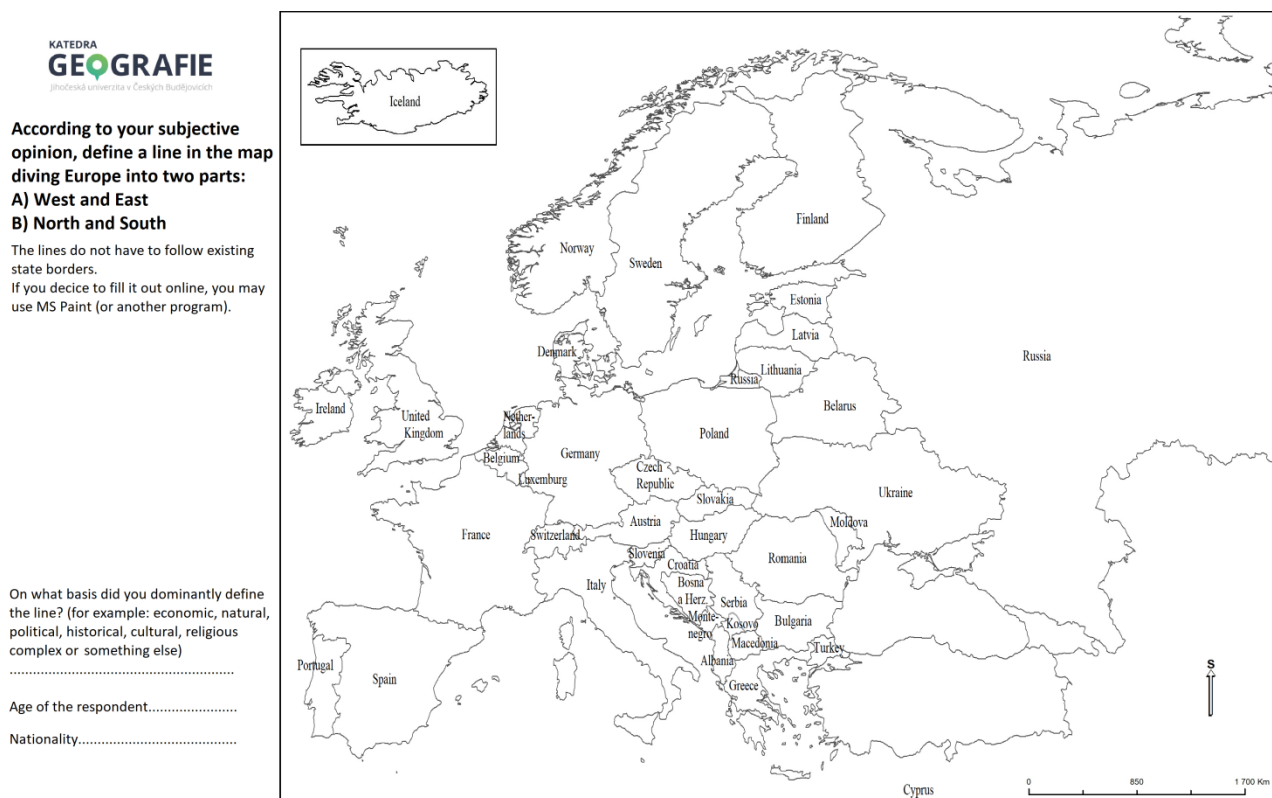 KATEDRA
GEOGRAFIE
Jihočeská univerzita v Českých Budějovicích
According to your subjective
opinion, define a line in the map
diving Europe into two parts:
A) West and East
B) North and South
The lines do not have to follow existing
state borders.
If you decice to fill it out online, you may
use MS Paint (or another program).
On what basis did you dominantly define
the line? (for example: economic, natural,
political, historical, cultural, religious
complex or something else)
..........................................................
Age of the respondent.......................
Nationality.........................................
Iceland
Finland
Norway
Sweden
Estonia
Latvia
Denmark
Lithuania
Russia
Russia
Ireland
United
Kingdom
Nether-
lands
Belarus
Poland
Belgium
Germany
Luxemburg
Czech
Republic
Slovakia
Ukraine
France
Switzerland
Austria
Hungary
Moldova
Slovenia
Croatia
Romania
Italy
Bosna
a Herz.
Serbia
Monte-
negro
Kosovo
Bulgaria
Macedonia
Turkey
Albania
Greece
Portugal
Spain
Cyprus
S
0 850 1 700 Km